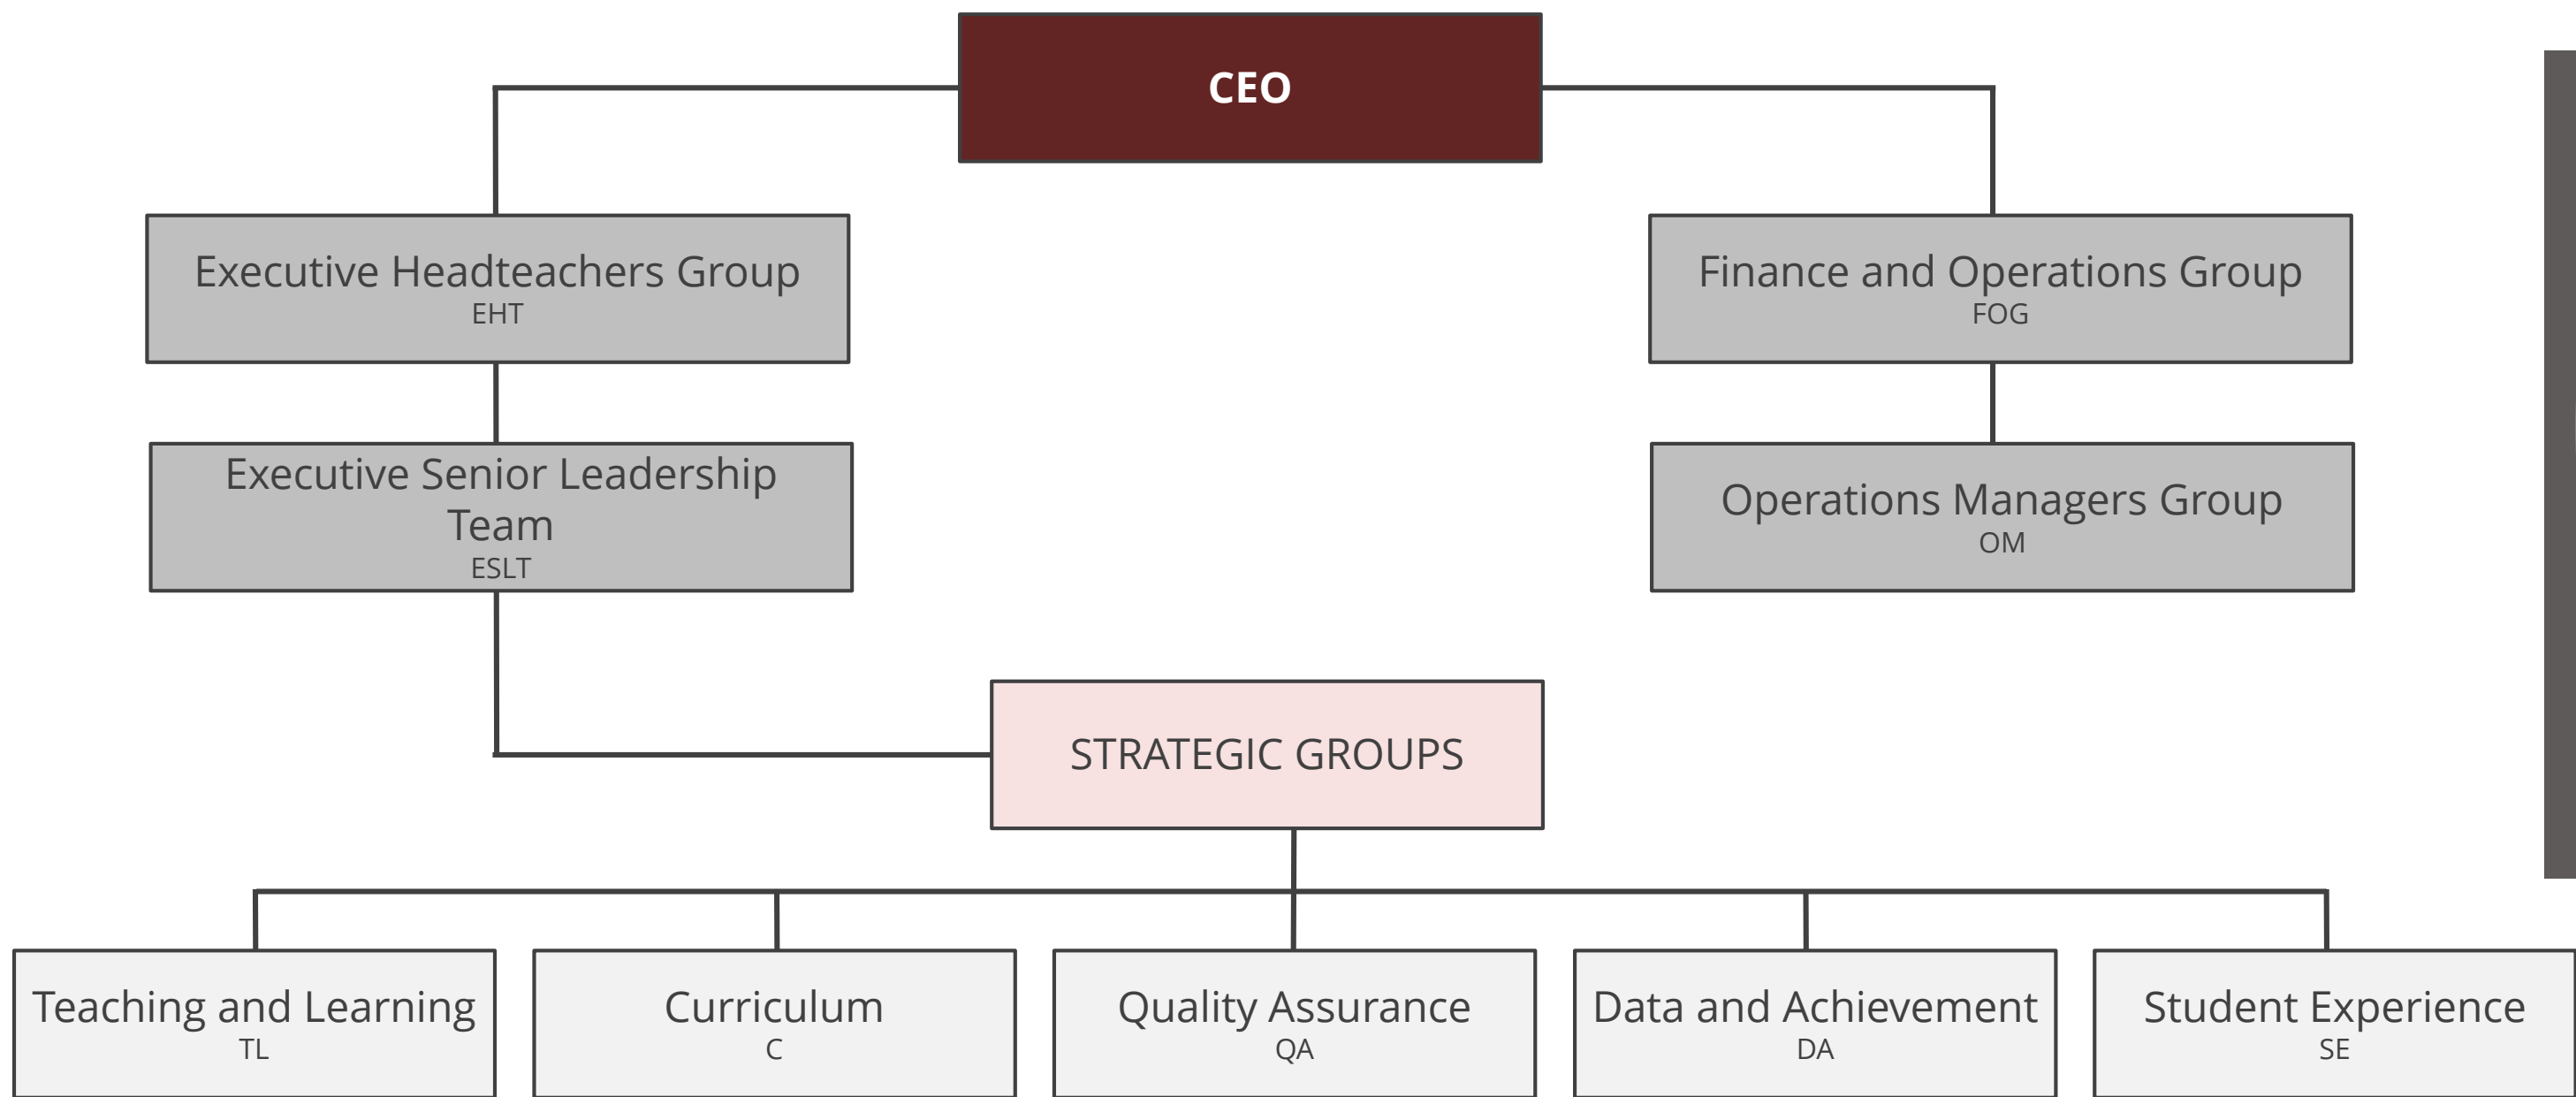 CEO
Executive Headteachers Group
EHT
Finance and Operations Group
FOG
Executive Senior Leadership
Team
ESLT
Operations Managers Group
OM
STRATEGIC GROUPS
Teaching and Learning
TL
Curriculum
C
Quality Assurance
QA
Data and Achievement
DA
Student Experience
SE